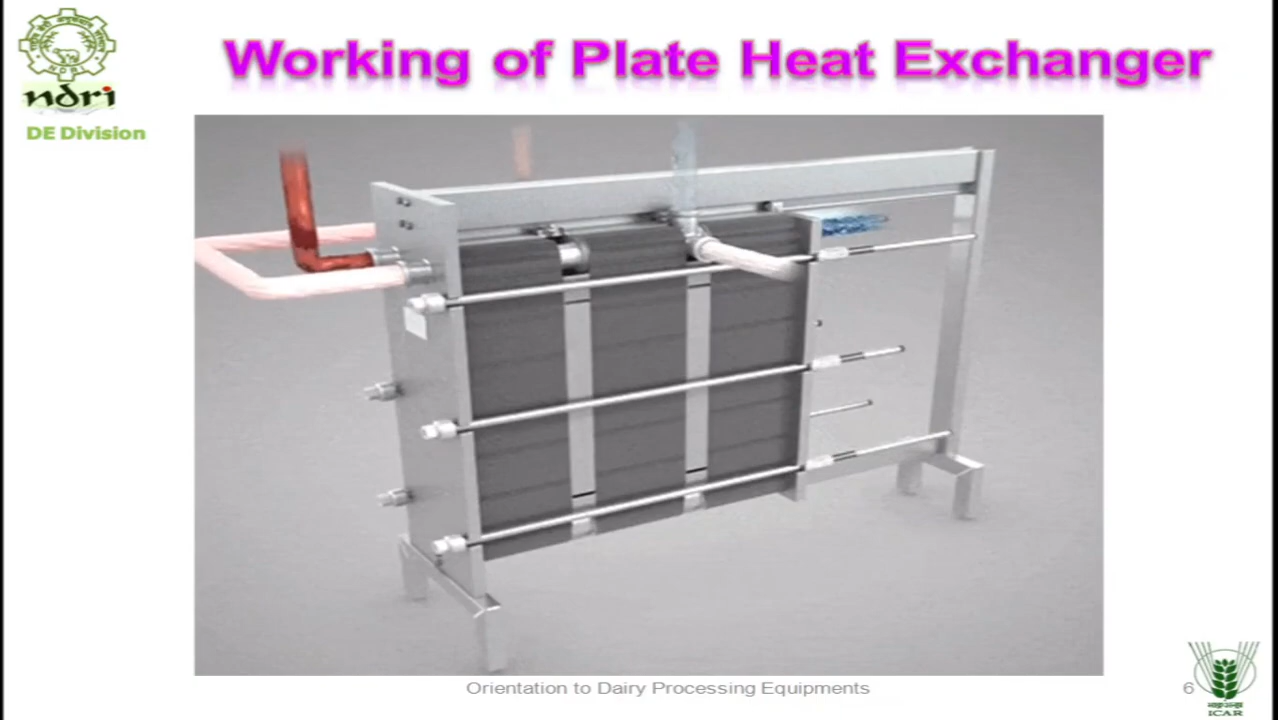 Working of Plate Heat Exchanger
ndri
DE Division
Orientation to Dairy Processing Equipments
6
ICAR